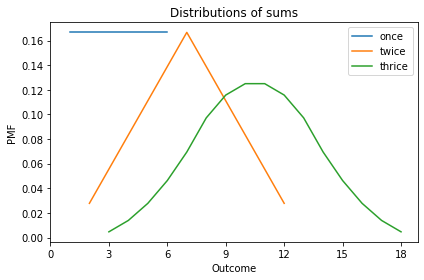 Distributions of sums
once
twice
thrice
PMF
0.16
0.14
0.12
0.10
0.08
0.06
0.04
0.02
0.00
0 3 6 9 12 15 18
Outcome